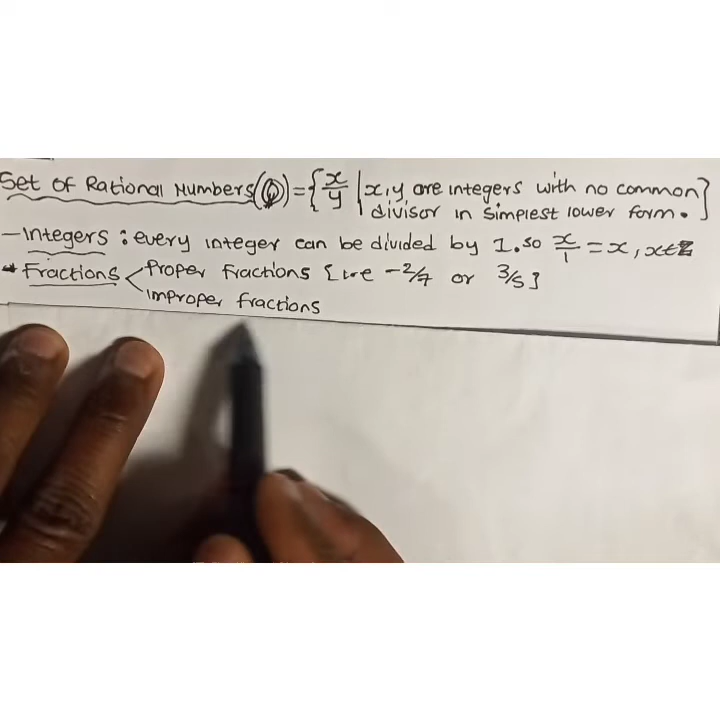 Set of Rational Numbers (Q) = { x/y | x, y are integers with no common
divisor in simplest lower form. }
- Integers : every integer can be divided by 1. so x/1 = x, x ∈ Z
- Fractions < Proper fractions [i.e -2/7 or 3/5]
Improper fractions